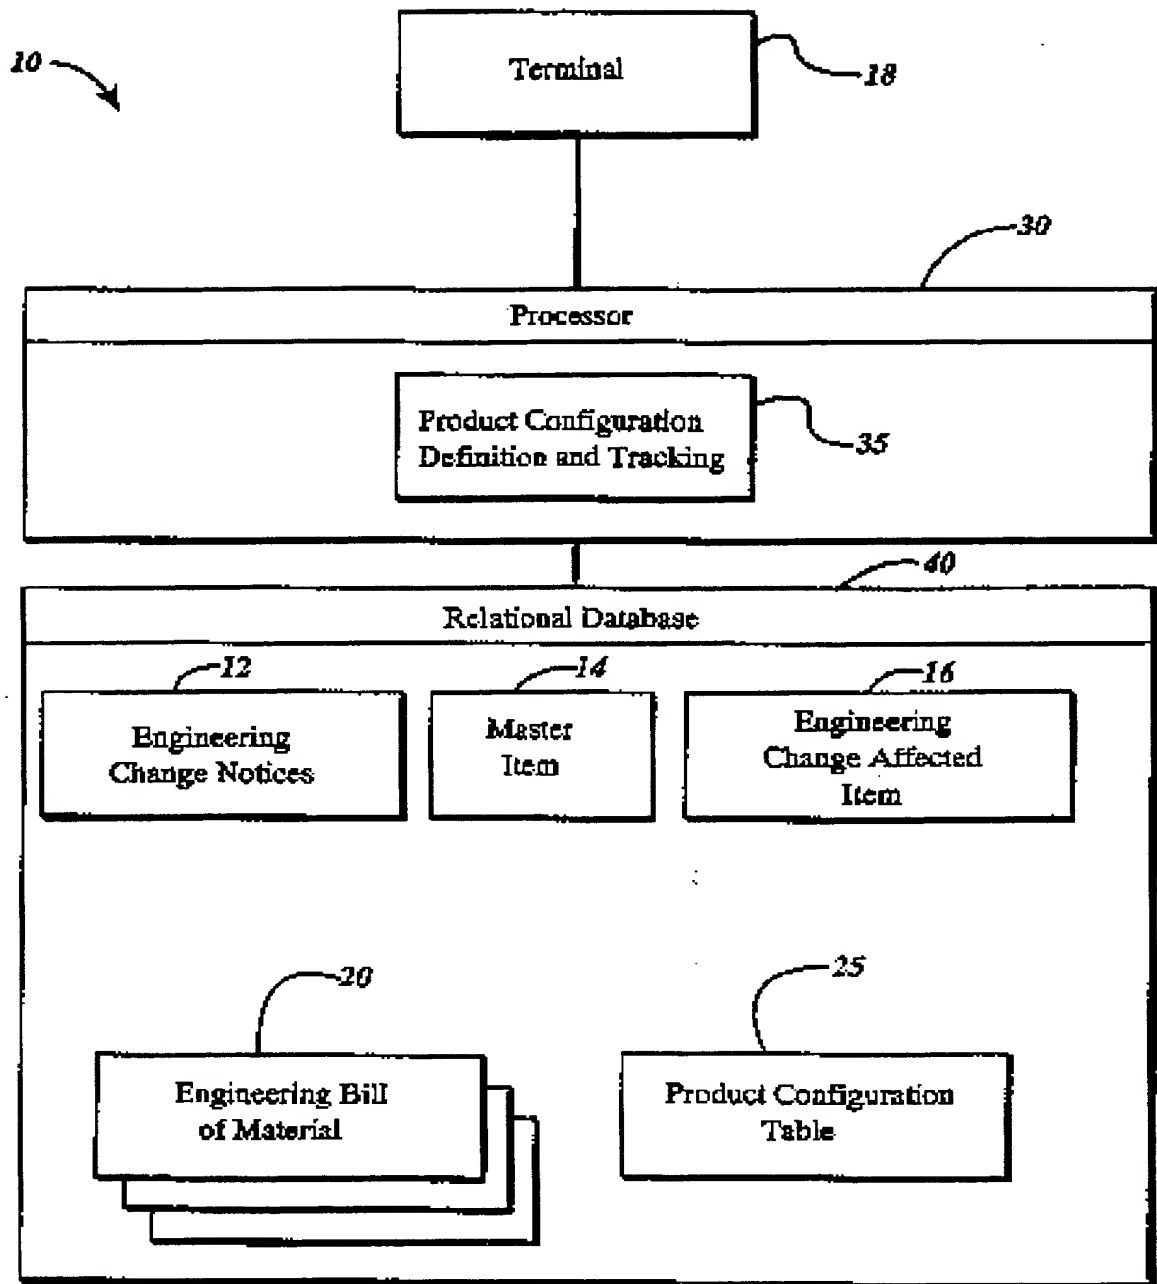 10
Terminal
18
30
Processor
Product Configuration
Definition and Tracking
35
40
Relational Database
12
14
16
Engineering
Change Notices
Master
Item
Engineering
Change Affected
Item
20
25
Engineering Bill
of Material
Product Configuration
Table